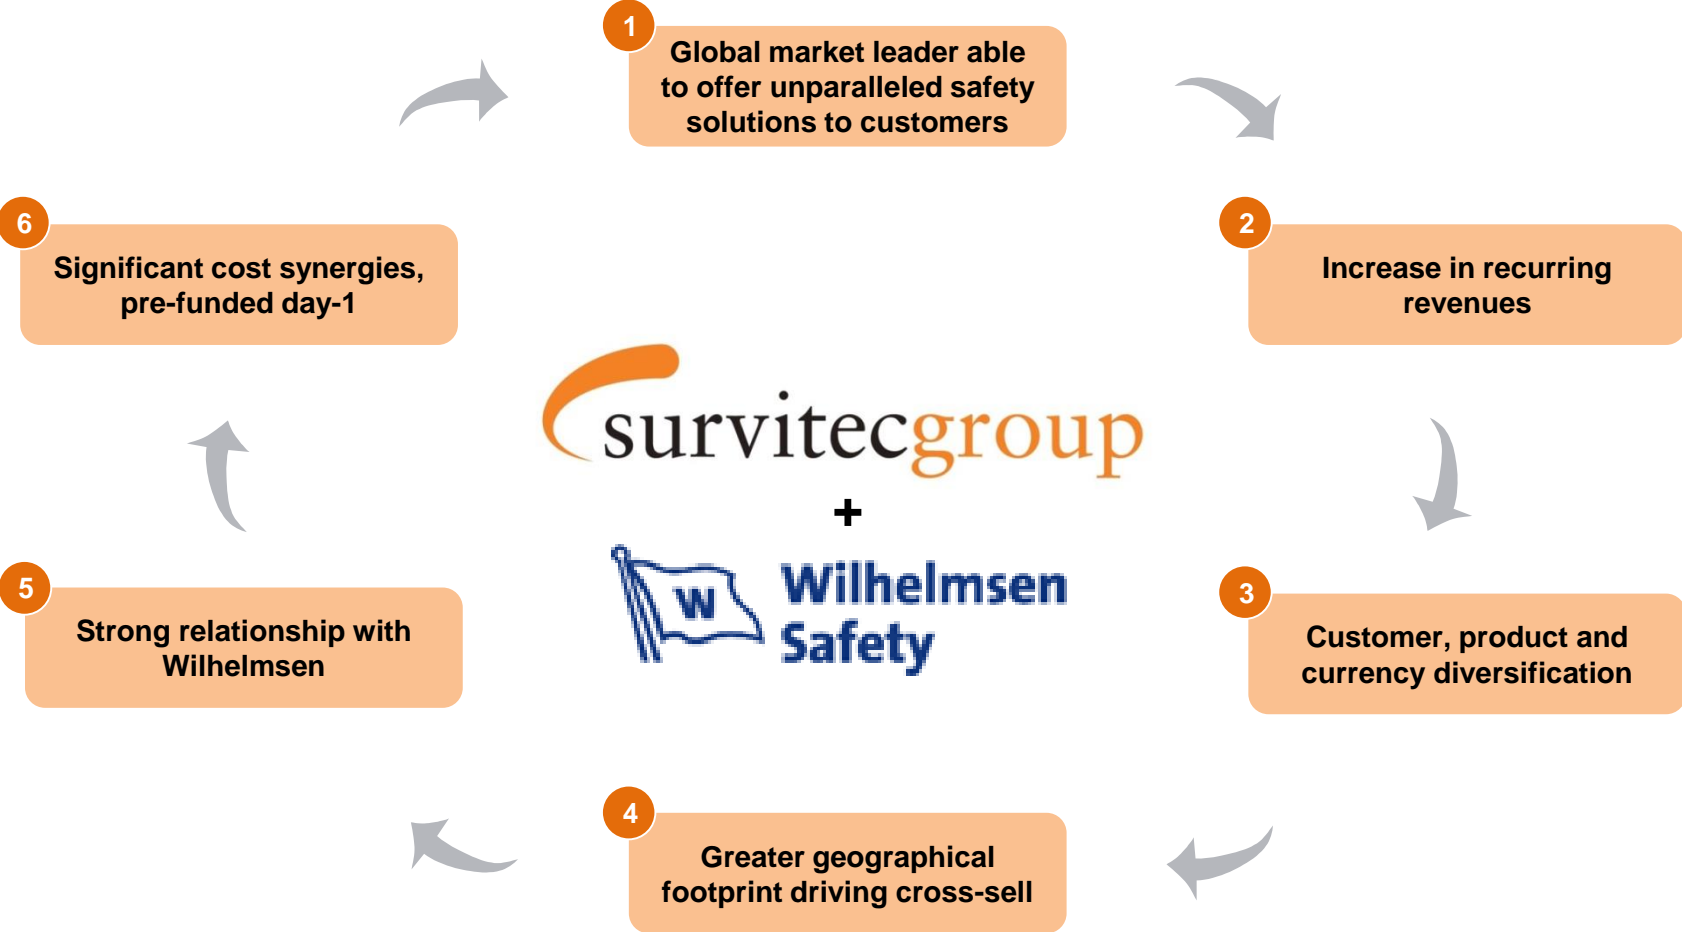 1
Global market leader able
to offer unparalleled safety
solutions to customers
2
Increase in recurring
revenues
3
Customer, product and
currency diversification
4
Greater geographical
footprint driving cross-sell
5
Strong relationship with
Wilhelmsen
6
Significant cost synergies,
pre-funded day-1
survitecgroup
+
W
Wilhelmsen
Safety